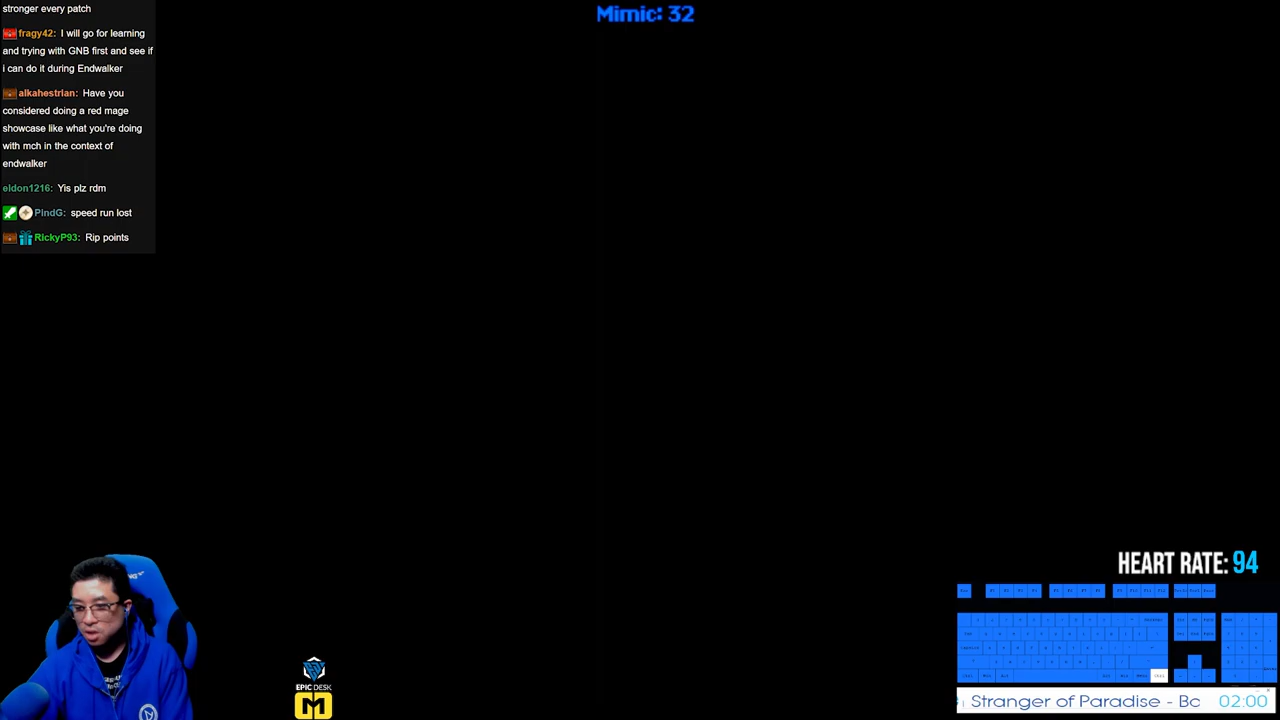 stronger every patch
Mimic: 32
fragy42: I will go for learning
and trying with GNB first and see if
i can do it during Endwalker
alkahestrian: Have you
considered doing a red mage
showcase like what you're doing
with mch in the context of
endwalker
eldon1216: Yis plz rdm
PIndG: speed run lost
RickyP93: Rip points
HEART RATE: 94
EPIC DESK
Stranger of Paradise - Bc
02:00